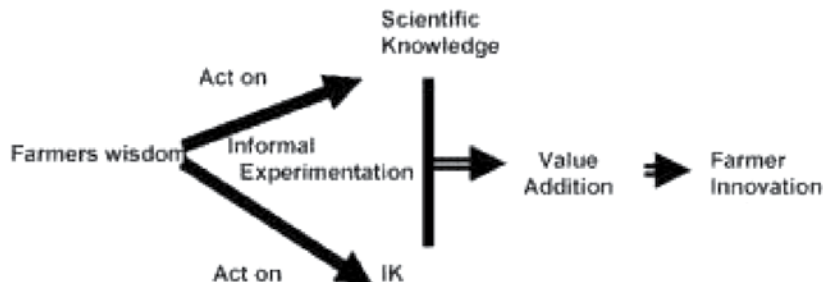 Scientific
Knowledge
Act on
Farmers wisdom
Informal
Experimentation
Value
Addition
Farmer
Innovation
Act on
IK